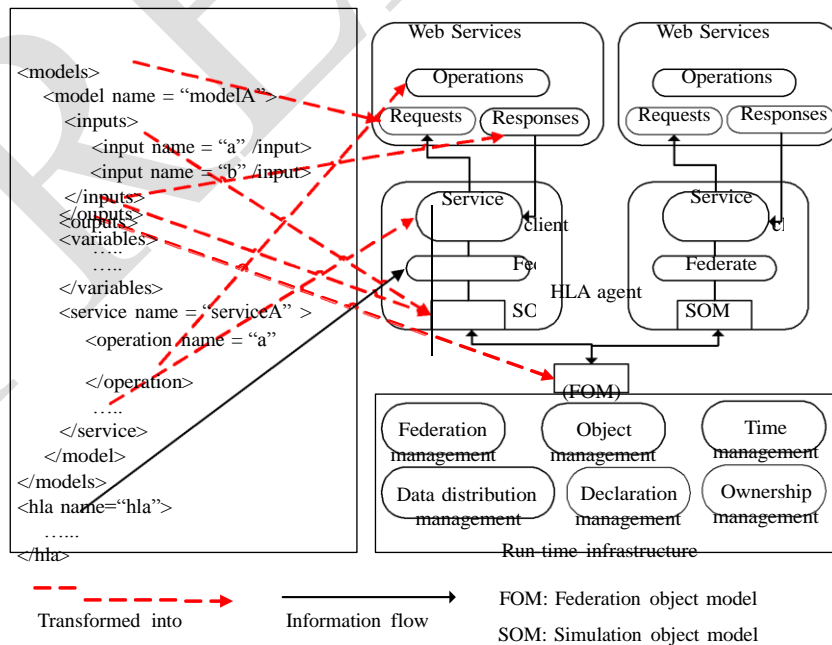 <models>
<model name = “modelA”>
<inputs>
<input name = “a” /input>
<input name = “b” /input>
</inputs>
</ouputs>
<ouputs>
<variables>
…..
…..
</variables>
<service name = “serviceA” >
<operation name = “a”
</operation>
…..
</service>
</model>
</models>
<hla name=“hla”>
…...
</hla>
Web Services
Operations
Requests
Responses
Service
client
Fe
SC
HLA agent
Web Services
Operations
Requests
Responses
Service
Federate
SOM
(FOM)
Federation management
Object management
Time management
Data distribution management
Declaration management
Ownership management
Run time infrastructure
Transformed into
Information flow
FOM: Federation object model
SOM: Simulation object model